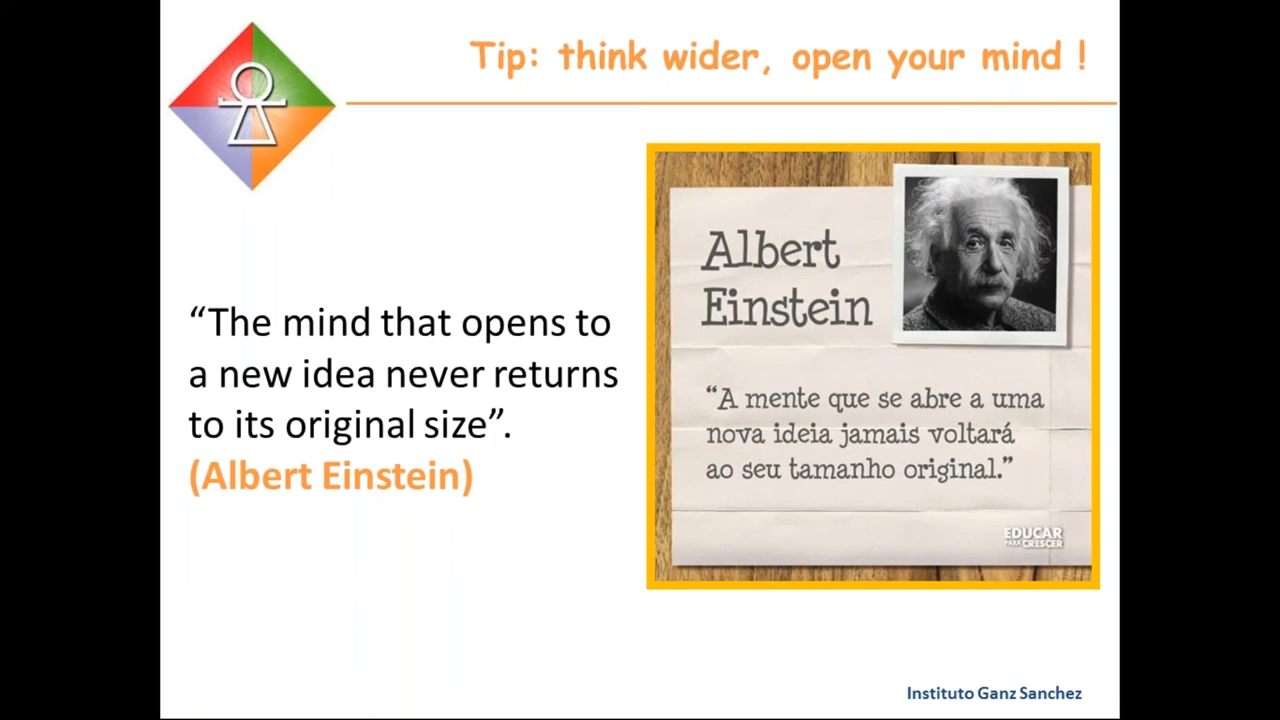 Tip: think wider, open your mind !
“The mind that opens to
a new idea never returns
to its original size”.
(Albert Einstein)
Albert
Einstein
“A mente que se abre a uma
nova ideia jamais voltará
ao seu tamanho original.”
EDUCAR
PARA CRESCER
Instituto Ganz Sanchez